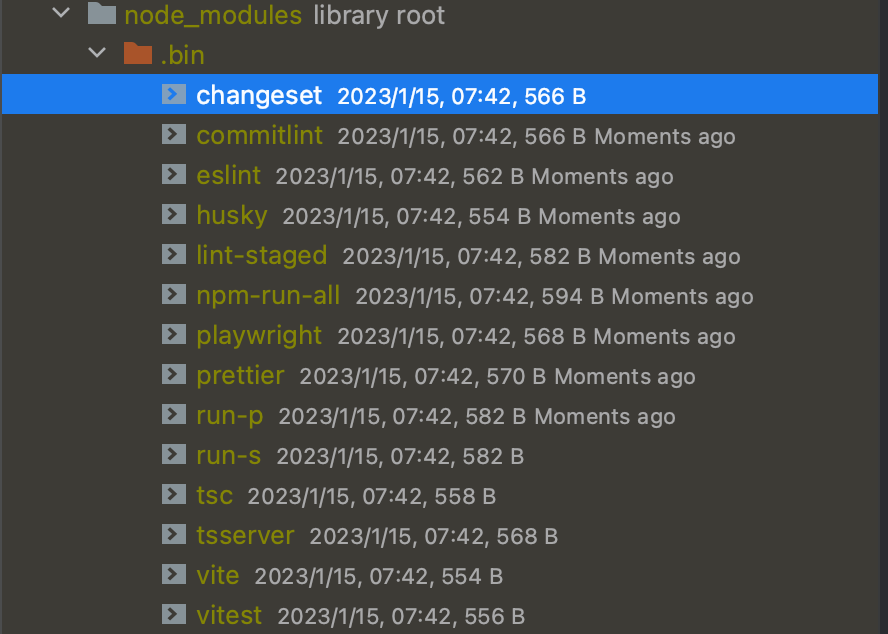 node_modules library root
.bin
changeset 2023/1/15, 07:42, 566 B
commitlint 2023/1/15, 07:42, 566 B Moments ago
eslint 2023/1/15, 07:42, 562 B Moments ago
husky 2023/1/15, 07:42, 554 B Moments ago
lint-staged 2023/1/15, 07:42, 582 B Moments ago
npm-run-all 2023/1/15, 07:42, 594 B Moments ago
playwright 2023/1/15, 07:42, 568 B Moments ago
prettier 2023/1/15, 07:42, 570 B Moments ago
run-p 2023/1/15, 07:42, 582 B Moments ago
run-s 2023/1/15, 07:42, 582 B
tsc 2023/1/15, 07:42, 558 B
tsserver 2023/1/15, 07:42, 568 B
vite 2023/1/15, 07:42, 554 B
vitest 2023/1/15, 07:42, 556 B